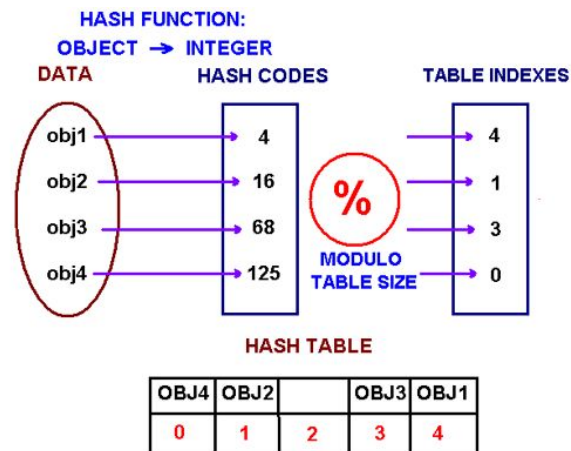 HASH FUNCTION:
OBJECT → INTEGER
DATA HASH CODES TABLE INDEXES
obj1 4 4
obj2 16 1
obj3 68 3
obj4 125 0
%
MODULO
TABLE SIZE
HASH TABLE
OBJ4 OBJ2 OBJ3 OBJ1
0 1 2 3 4